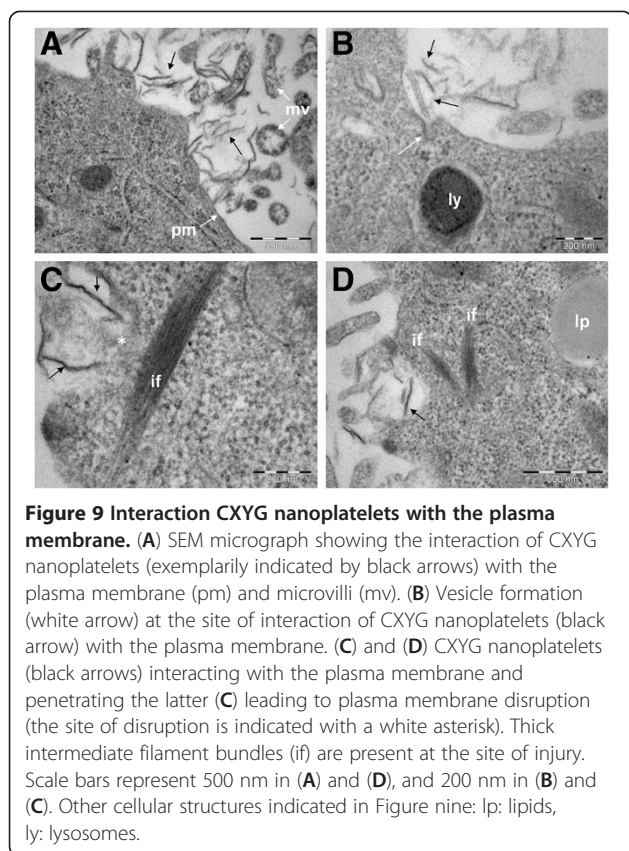 A
mv
pm
B
200 nm
ly
C
*
if
D
if
if
lp
Figure 9 Interaction CXYG nanoplatelets with the plasma
membrane. (A) SEM micrograph showing the interaction of CXYG
nanoplatelets (exemplarily indicated by black arrows) with the
plasma membrane (pm) and microvilli (mv). (B) Vesicle formation
(white arrow) at the site of interaction of CXYG nanoplatelets (black
arrow) with the plasma membrane. (C) and (D) CXYG nanoplatelets
(black arrows) interacting with the plasma membrane and
penetrating the latter (C) leading to plasma membrane disruption
(the site of disruption is indicated with a white asterisk). Thick
intermediate filament bundles (if) are present at the site of injury.
Scale bars represent 500 nm in (A) and (D), and 200 nm in (B) and
(C). Other cellular structures indicated in Figure nine: lp: lipids,
ly: lysosomes.